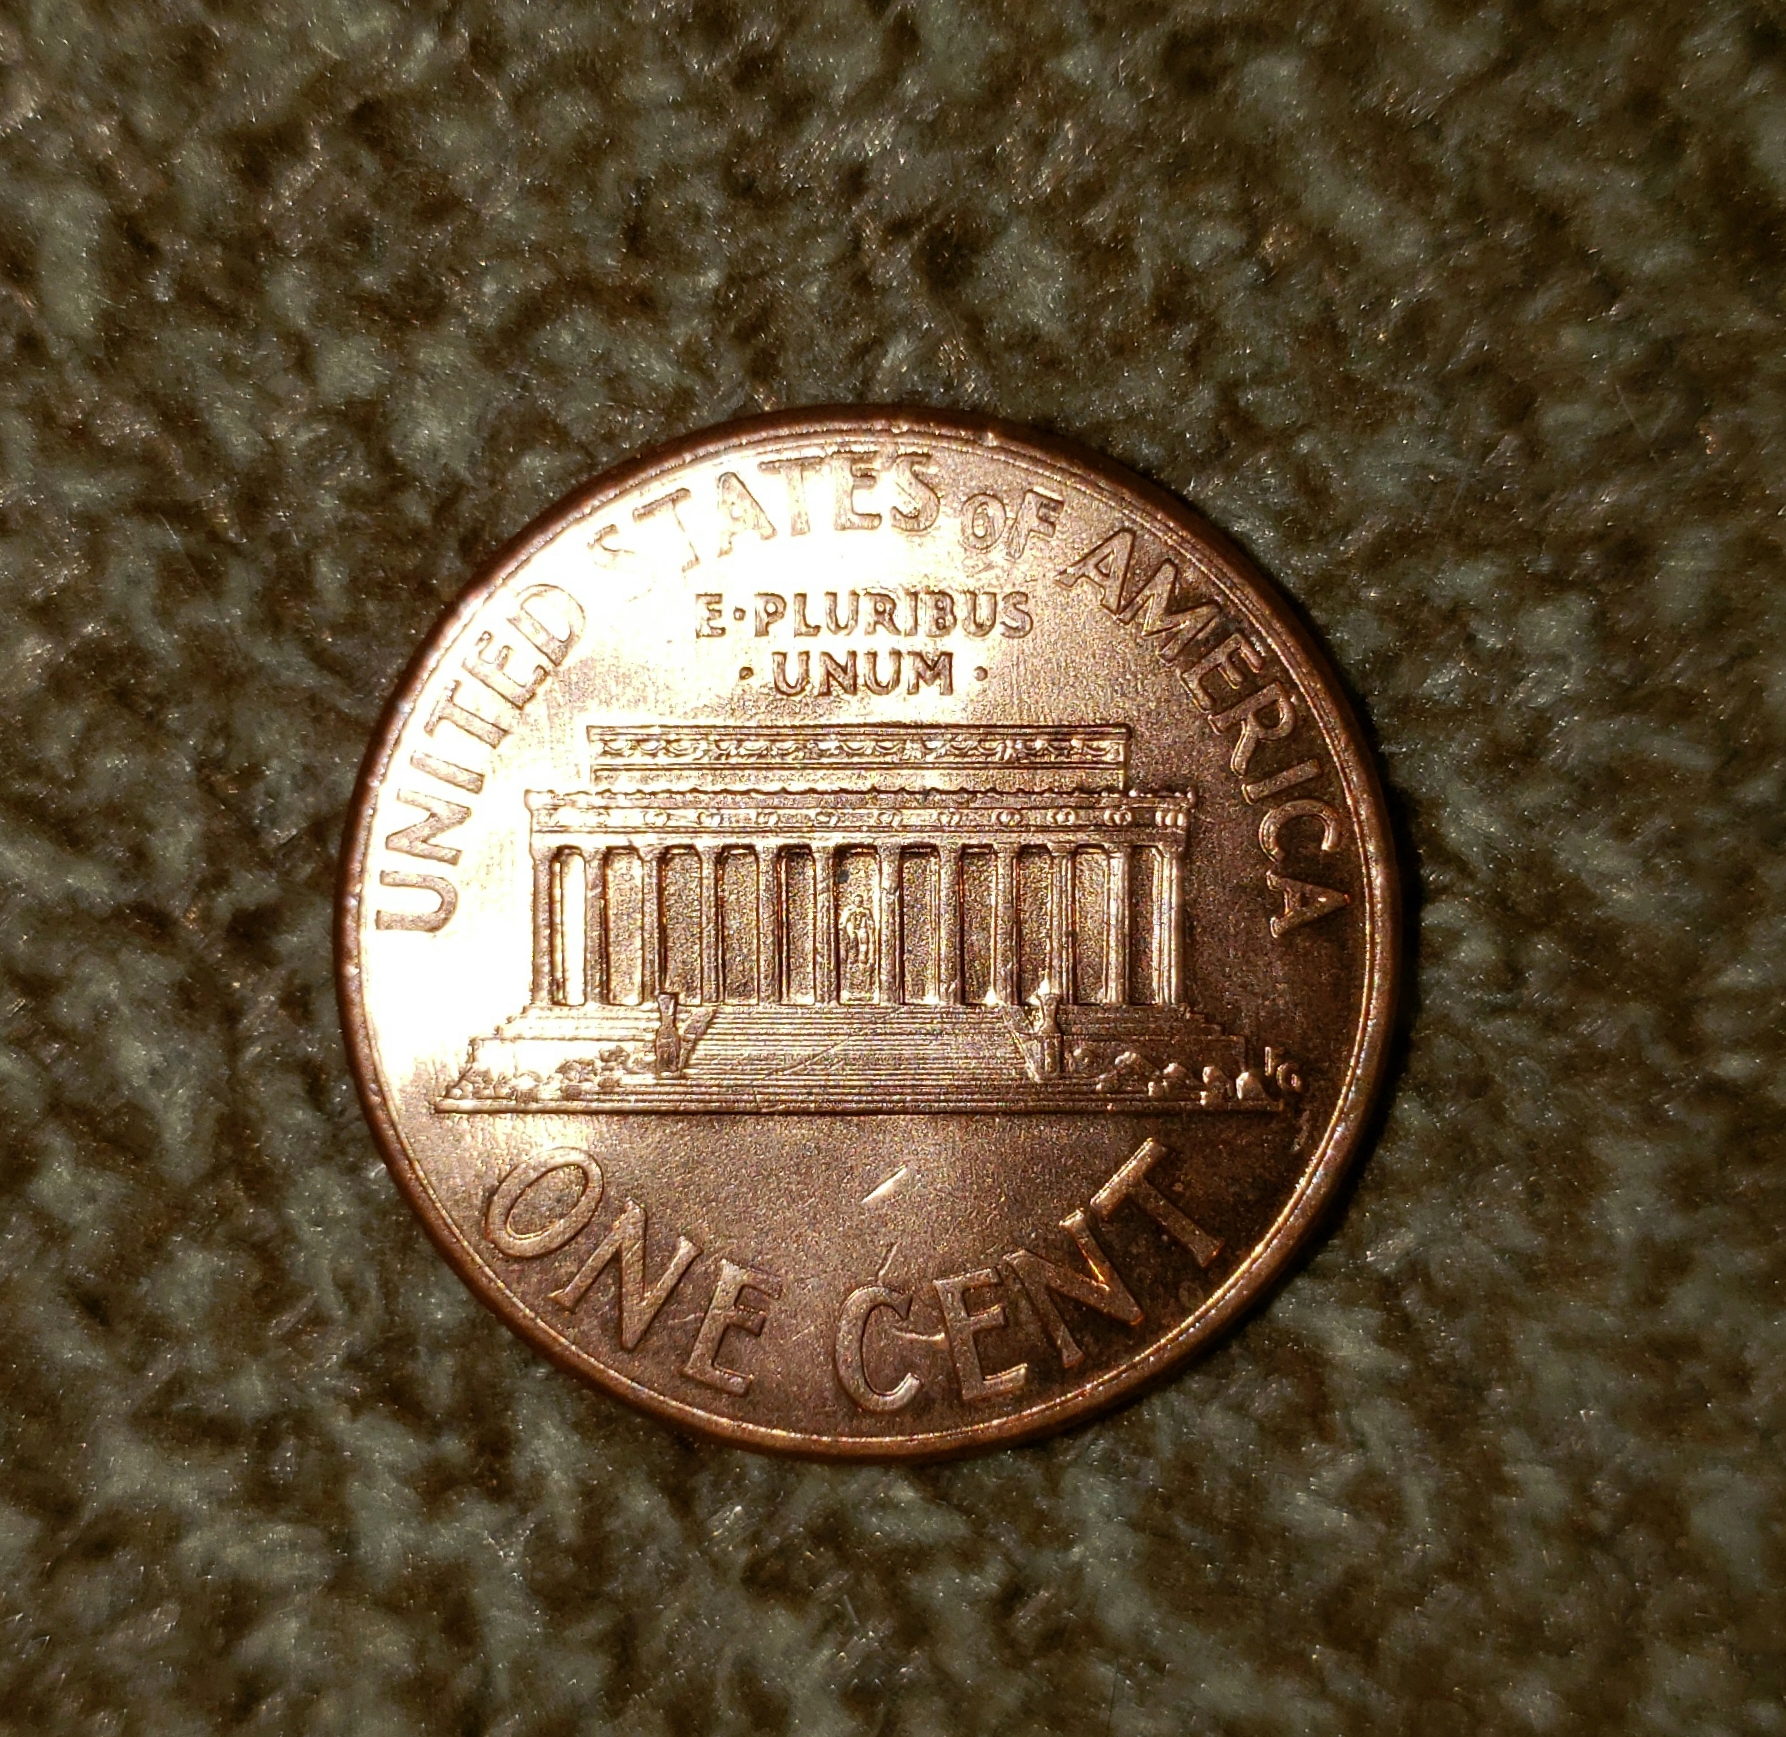 UNITED STATES OF AMERICA
E·PLURIBUS
·UNUM·
ONE CENT